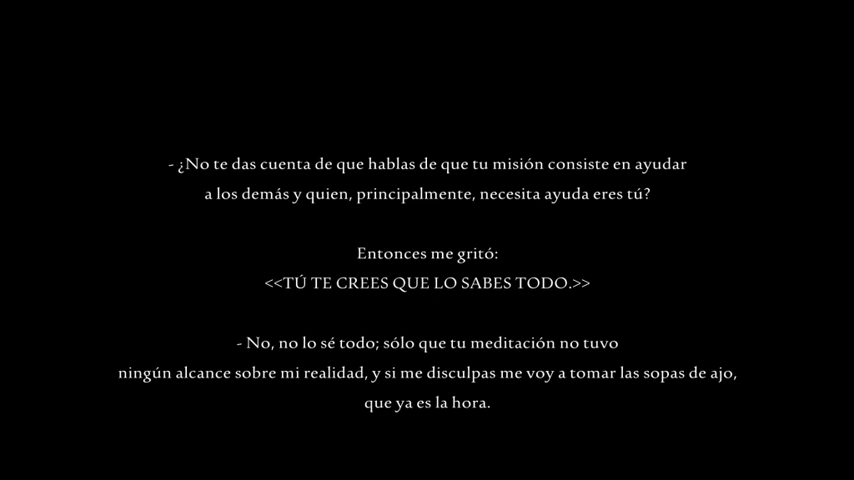 - ¿No te das cuenta de que hablas de que tu misión consiste en ayudar
a los demás y quien, principalmente, necesita ayuda eres tú?
Entonces me gritó:
<<TÚ TE CREES QUE LO SABES TODO.>>
- No, no lo sé todo; sólo que tu meditación no tuvo
ningún alcance sobre mi realidad, y si me disculpas me voy a tomar las sopas de ajo,
que ya es la hora.